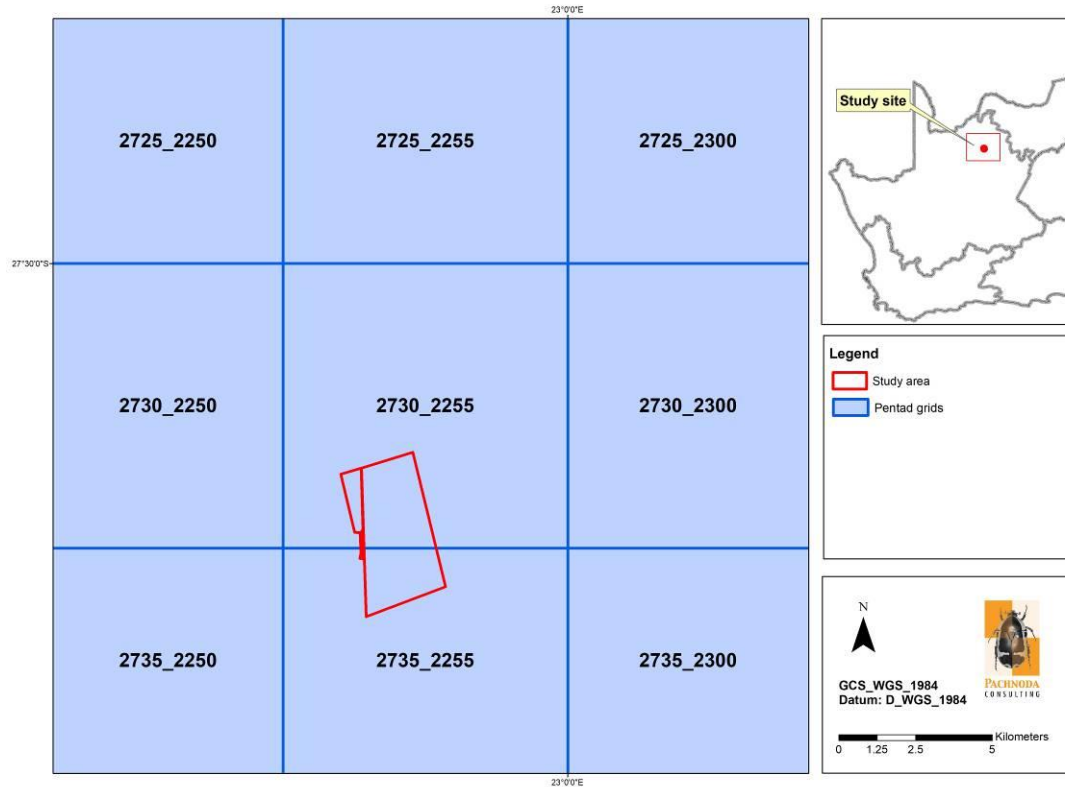 23°0'0"E
2725_2250
2725_2255
2725_2300
27°30'0"S
2730_2250
2730_2255
2730_2300
2735_2250
2735_2255
2735_2300
23°0'0"E
Study site
Legend
Study area
Pentad grids
N
GCS_WGS_1984
Datum: D_WGS_1984
PACHNODA
CONSULTING
Kilometers
0 1.25 2.5 5